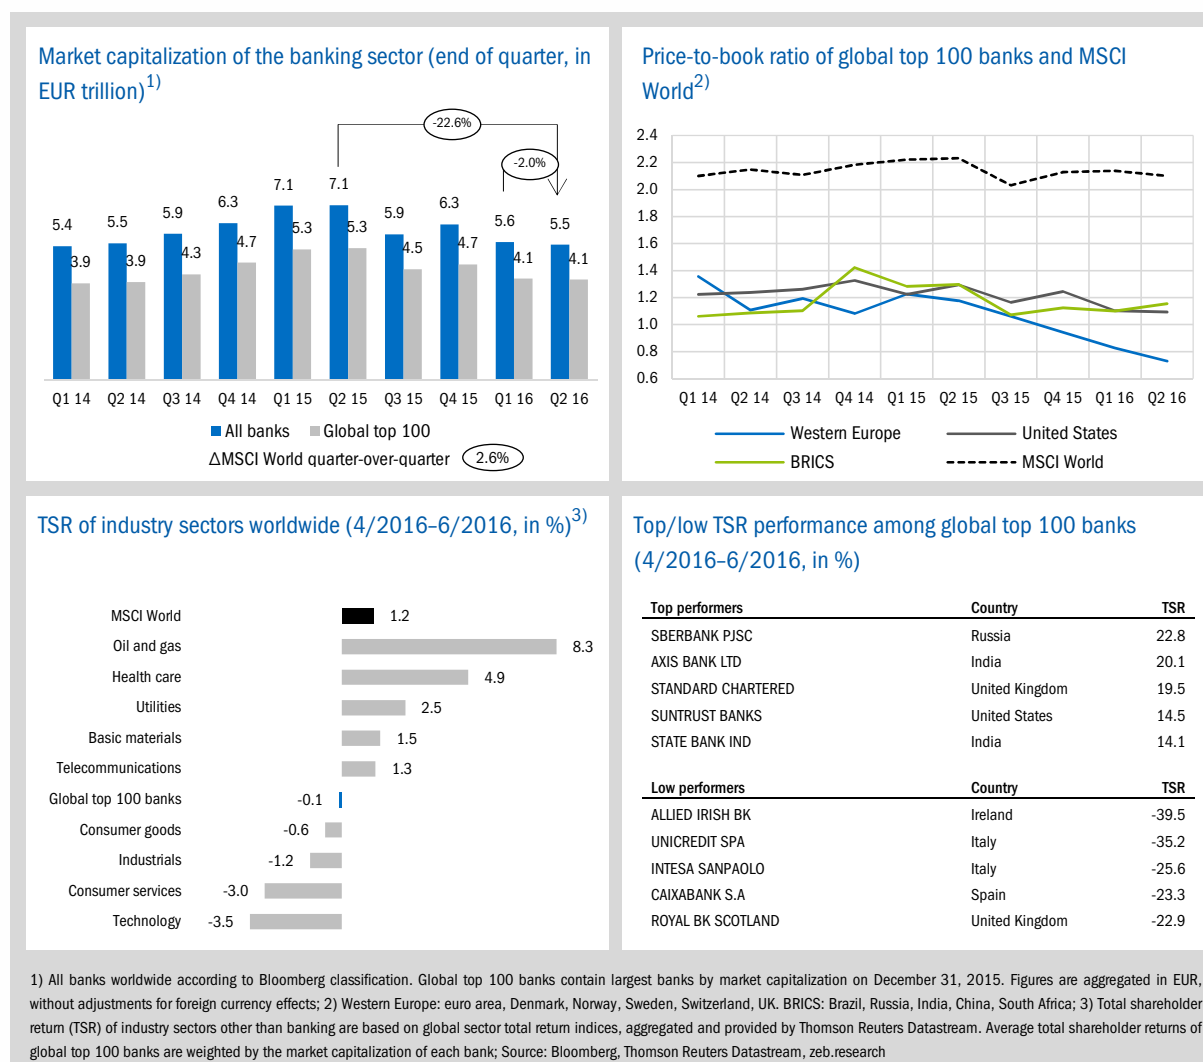 Market capitalization of the banking sector (end of quarter, in
EUR trillion)1)
-22.6%
-2.0%
5.4 3.9 5.5 3.9 5.9 4.3 6.3 4.7 7.1 5.3 7.1 5.3 5.9 4.5 6.3 4.7 5.6 4.1 5.5 4.1
Q1 14 Q2 14 Q3 14 Q4 14 Q1 15 Q2 15 Q3 15 Q4 15 Q1 16 Q2 16
All banks Global top 100
ΔMSCI World quarter-over-quarter 2.6%
Price-to-book ratio of global top 100 banks and MSCI
World2)
2.4
2.2
2.0
1.8
1.6
1.4
1.2
1.0
0.8
0.6
Q1 14 Q2 14 Q3 14 Q4 14 Q1 15 Q2 15 Q3 15 Q4 15 Q1 16 Q2 16
Western Europe United States
BRICS MSCI World
TSR of industry sectors worldwide (4/2016–6/2016, in %)3)
MSCI World 1.2
Oil and gas 8.3
Health care 4.9
Utilities 2.5
Basic materials 1.5
Telecommunications 1.3
Global top 100 banks -0.1
Consumer goods -0.6
Industrials -1.2
Consumer services -3.0
Technology -3.5
Top/low TSR performance among global top 100 banks
(4/2016–6/2016, in %)
Top performers Country TSR
SBERBANK PJSC Russia 22.8
AXIS BANK LTD India 20.1
STANDARD CHARTERED United Kingdom 19.5
SUNTRUST BANKS United States 14.5
STATE BANK IND India 14.1
Low performers Country TSR
ALLIED IRISH BK Ireland -39.5
UNICREDIT SPA Italy -35.2
INTESA SANPAOLO Italy -25.6
CAIXABANK S.A Spain -23.3
ROYAL BK SCOTLAND United Kingdom -22.9
1) All banks worldwide according to Bloomberg classification. Global top 100 banks contain largest banks by market capitalization on December 31, 2015. Figures are aggregated in EUR,
without adjustments for foreign currency effects; 2) Western Europe: euro area, Denmark, Norway, Sweden, Switzerland, UK. BRICS: Brazil, Russia, India, China, South Africa; 3) Total shareholder
return (TSR) of industry sectors other than banking are based on global sector total return indices, aggregated and provided by Thomson Reuters Datastream. Average total shareholder returns of
global top 100 banks are weighted by the market capitalization of each bank; Source: Bloomberg, Thomson Reuters Datastream, zeb.research